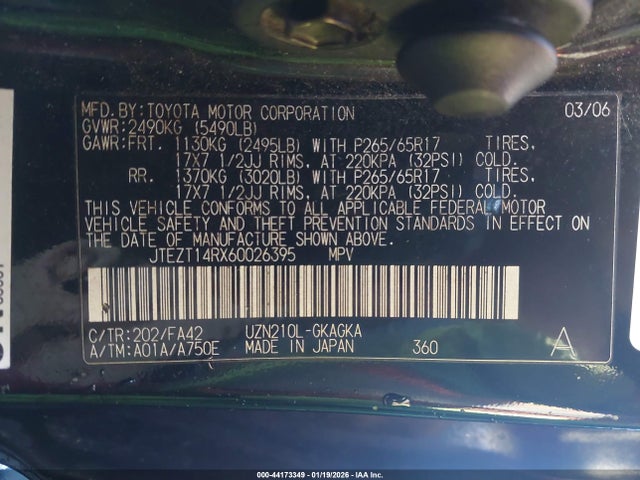 MFD.BY:TOYOTA MOTOR CORPORATION 03/06
GVWR:2490KG (5490LB)
GAWR:FRT. 1130KG (2495LB) WITH P265/65R17 TIRES,
17X7 1/2JJ RIMS, AT 220KPA (32PSI) COLD.
RR. 1370KG (3020LB) WITH P265/65R17 TIRES,
17X7 1/2JJ RIMS, AT 220KPA (32PSI) COLD.
THIS VEHICLE CONFORMS TO ALL APPLICABLE FEDERAL MOTOR
VEHICLE SAFETY AND THEFT PREVENTION STANDARDS IN EFFECT ON
THE DATE OF MANUFACTURE SHOWN ABOVE.
JTEZT14RX60026395 MPV
C/TR:202/FA42 UZN210L-GKAGKA
A/TM:A01A/A750E MADE IN JAPAN 360 A
000-44173349 - 01/19/2026 - IAA Inc.